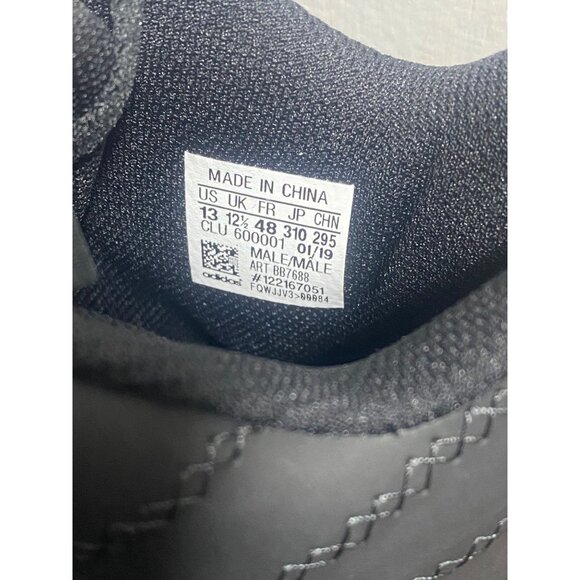 MADE IN CHINA
US UK FR JP CHN
13 12½ 48 310 295
CLU 600001 01/19
MALE/MALE
ART BB7688
#122167051
adidas FQWJJV3>00084